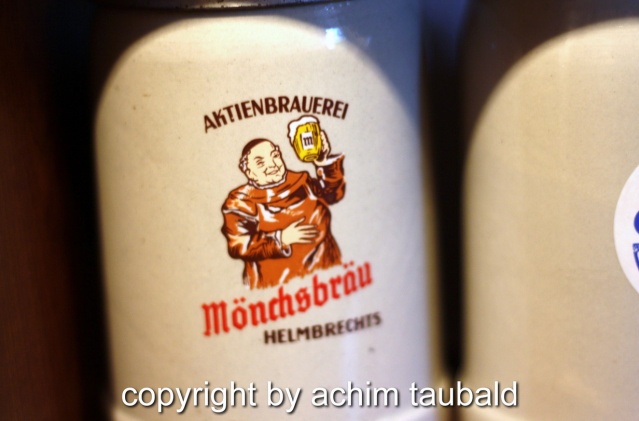 AKTIENBRAUEREI
m
Mönchsbräu
HELMBRECHTS
copyright by achim taubald